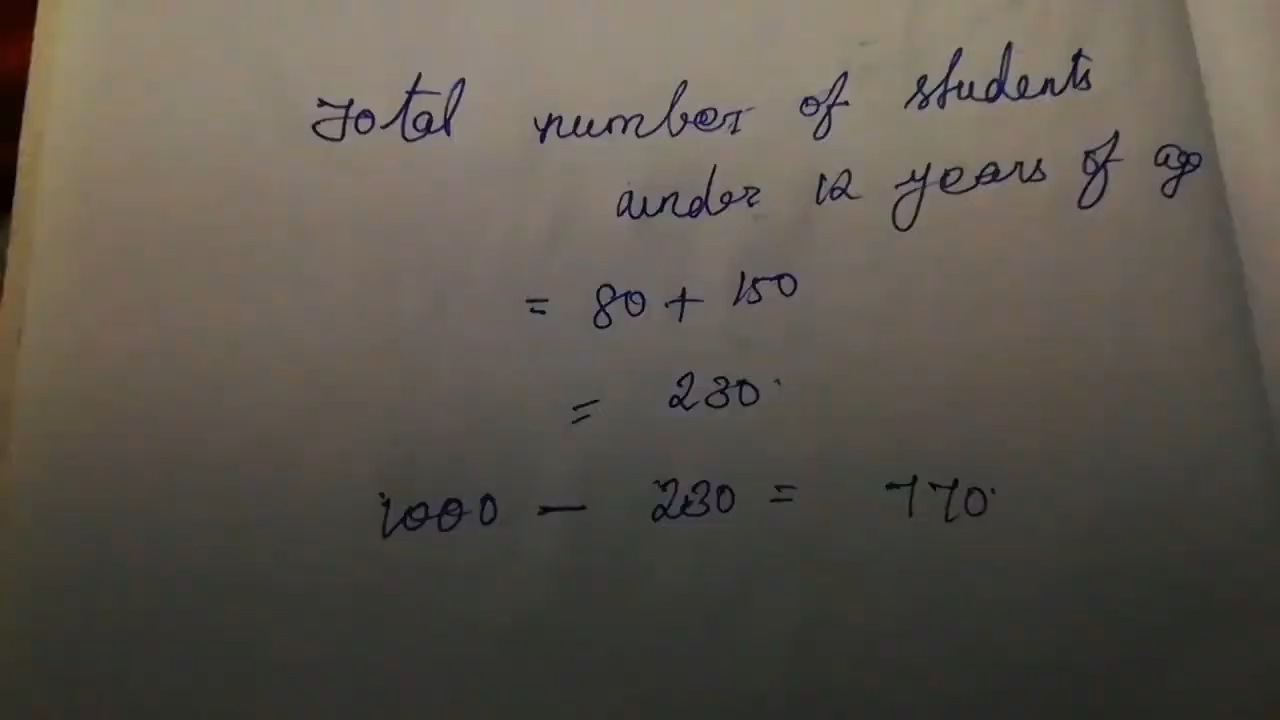 Total number of students
under 12 years of age
= 80 + 150
= 230
1000 - 230 = 770